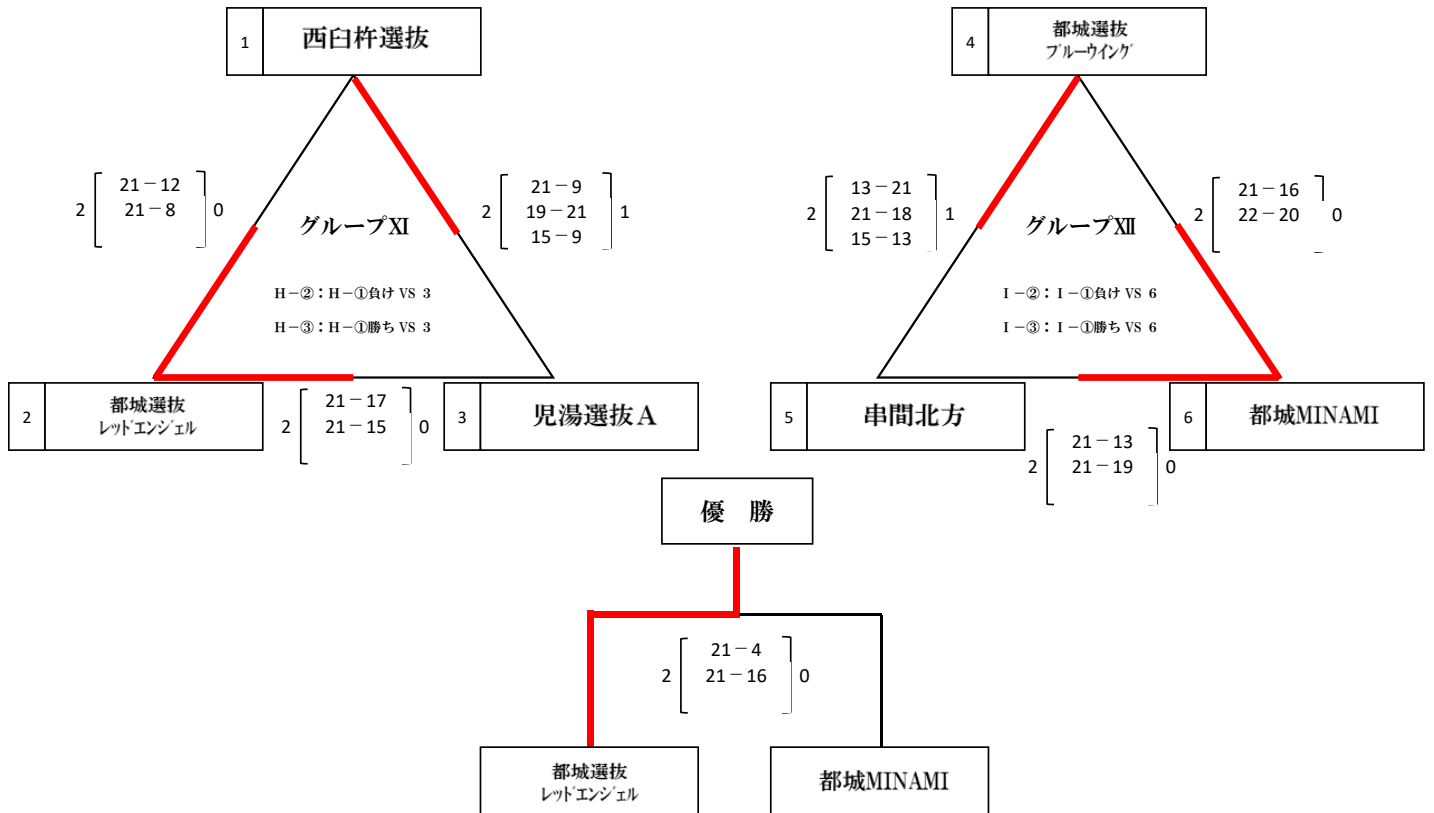 1
西臼杵選抜
2
21－12
21－8
0
2
21－9
19－21
15－9
1
グループⅪ
H－②：H－①負け VS 3
H－③：H－①勝ち VS 3
2
都城選抜
ﾚｯﾄﾞｴﾝｼﾞｪﾙ
2
21－17
21－15
0
3
児湯選抜A
4
都城選抜
ﾌﾞﾙｰｳｲﾝｸﾞ
2
13－21
21－18
15－13
1
2
21－16
22－20
0
グループⅫ
I－②：I－①負け VS 6
I－③：I－①勝ち VS 6
5
串間北方
2
21－13
21－19
0
6
都城MINAMI
優　勝
2
21－4
21－16
0
都城選抜
ﾚｯﾄﾞｴﾝｼﾞｪﾙ
都城MINAMI